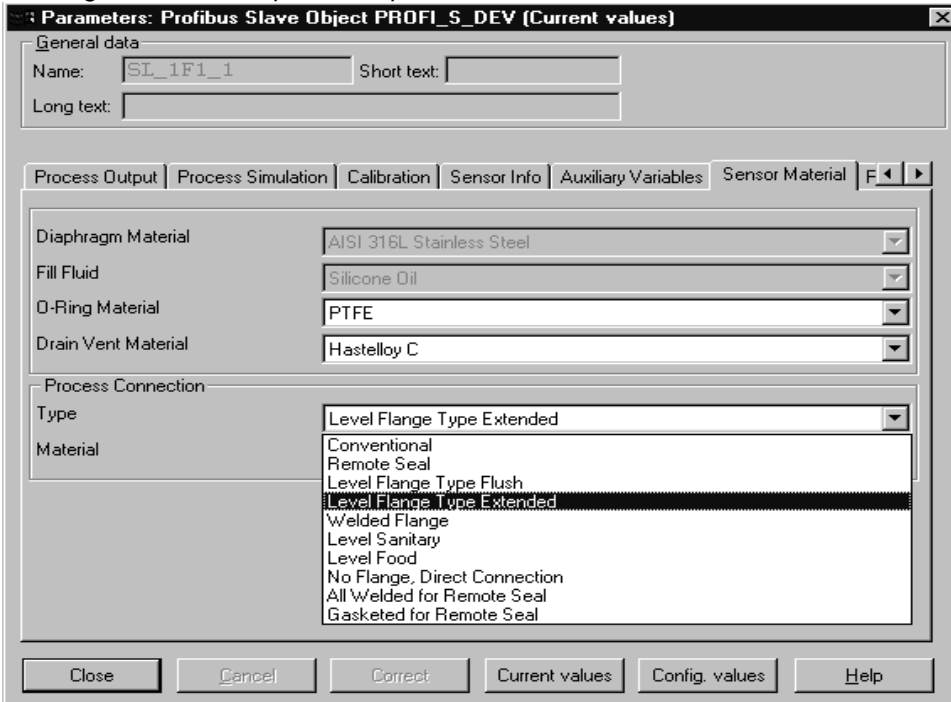 Parameters: Profibus Slave Object PROFI_S_DEV (Current values)
General data
Name: SL_1F1_1 Short text:
Long text:
Process Output Process Simulation Calibration Sensor Info Auxiliary Variables Sensor Material F
Diaphragm Material AISI 316L Stainless Steel
Fill Fluid Silicone Oil
O-Ring Material PTFE
Drain Vent Material Hastelloy C
Process Connection
Type Level Flange Type Extended
Material
Conventional
Remote Seal
Level Flange Type Flush
Level Flange Type Extended
Welded Flange
Level Sanitary
Level Food
No Flange, Direct Connection
All Welded for Remote Seal
Gasketed for Remote Seal
Close Cancel Correct Current values Config. values Help